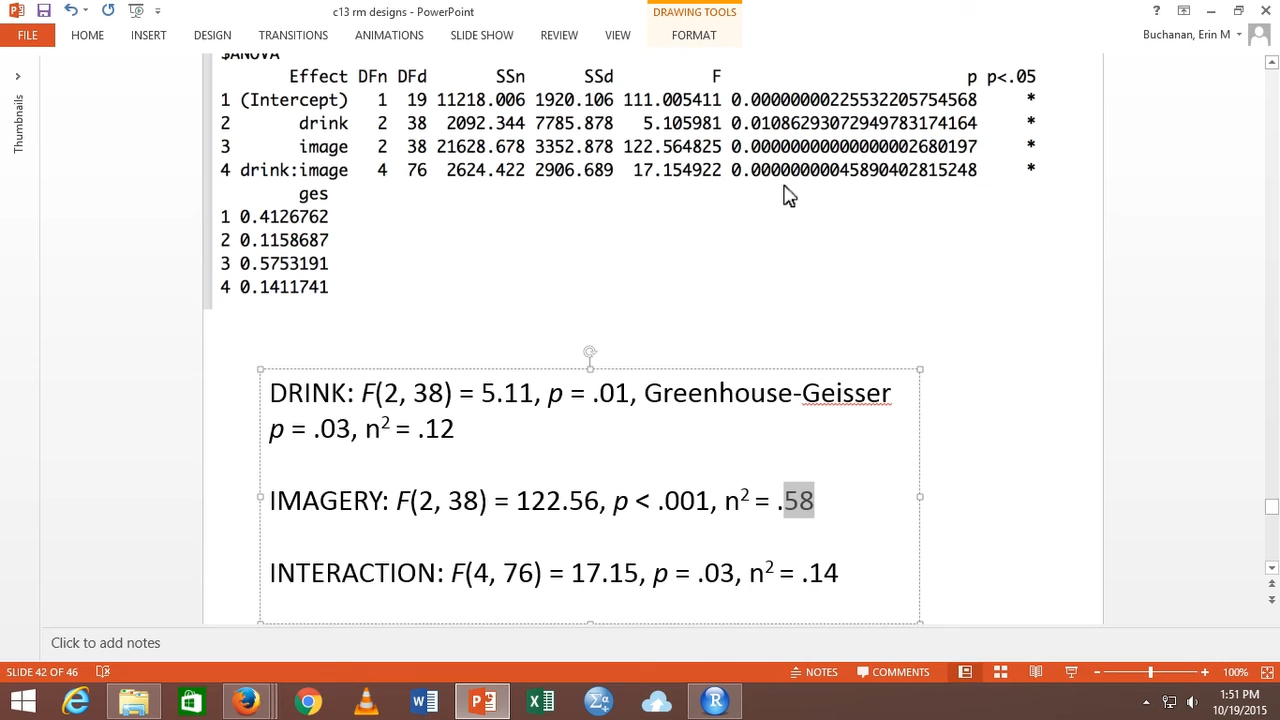 c13 rm designs - PowerPoint
DRAWING TOOLS
?
FILE HOME INSERT DESIGN TRANSITIONS ANIMATIONS SLIDE SHOW REVIEW VIEW FORMAT
Buchanan, Erin M
Thumbnails
$ANOVA
Effect DFn DFd SSn SSd F p p<.05
1 (Intercept) 1 19 11218.006 1920.106 111.005411 0.00000000225532205754568 *
2 drink 2 38 2092.344 7785.878 5.105981 0.01086293072949783174164 *
3 image 2 38 21628.678 3352.878 122.564825 0.00000000000000002680197 *
4 drink:image 4 76 2624.422 2906.689 17.154922 0.00000000045890402815248 *
ges
1 0.4126762
2 0.1158687
3 0.5753191
4 0.1411741
DRINK: F(2, 38) = 5.11, p = .01, Greenhouse-Geisser
p = .03, n² = .12
IMAGERY: F(2, 38) = 122.56, p < .001, n² = .58
INTERACTION: F(4, 76) = 17.15, p = .03, n² = .14
Click to add notes
SLIDE 42 OF 46
NOTES COMMENTS 100%
1:51 PM
10/19/2015